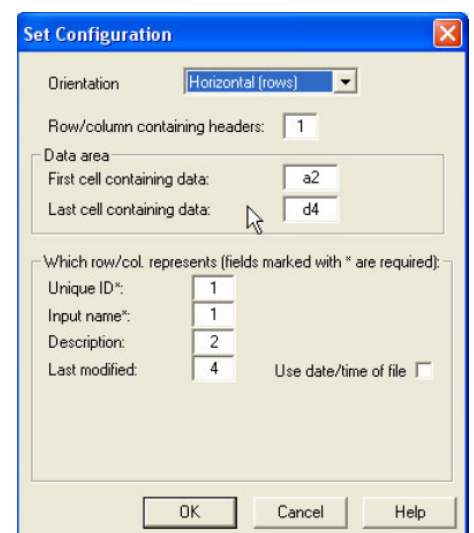 Set Configuration
Orientation Horizontal (rows)
Row/column containing headers: 1
Data area
First cell containing data: a2
Last cell containing data: d4
Which row/col. represents (fields marked with * are required):
Unique ID*: 1
Input name*: 1
Description: 2
Last modified: 4 Use date/time of file
OK Cancel Help